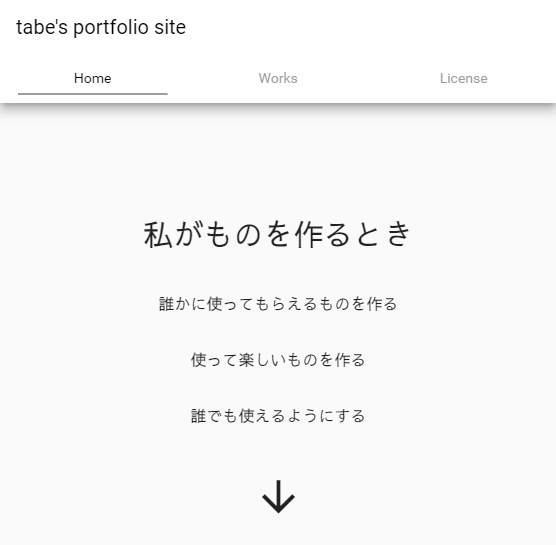 tabe's portfolio site
Home Works License
私がものを作るとき
誰かに使ってもらえるものを作る
使って楽しいものを作る
誰でも使えるようにする